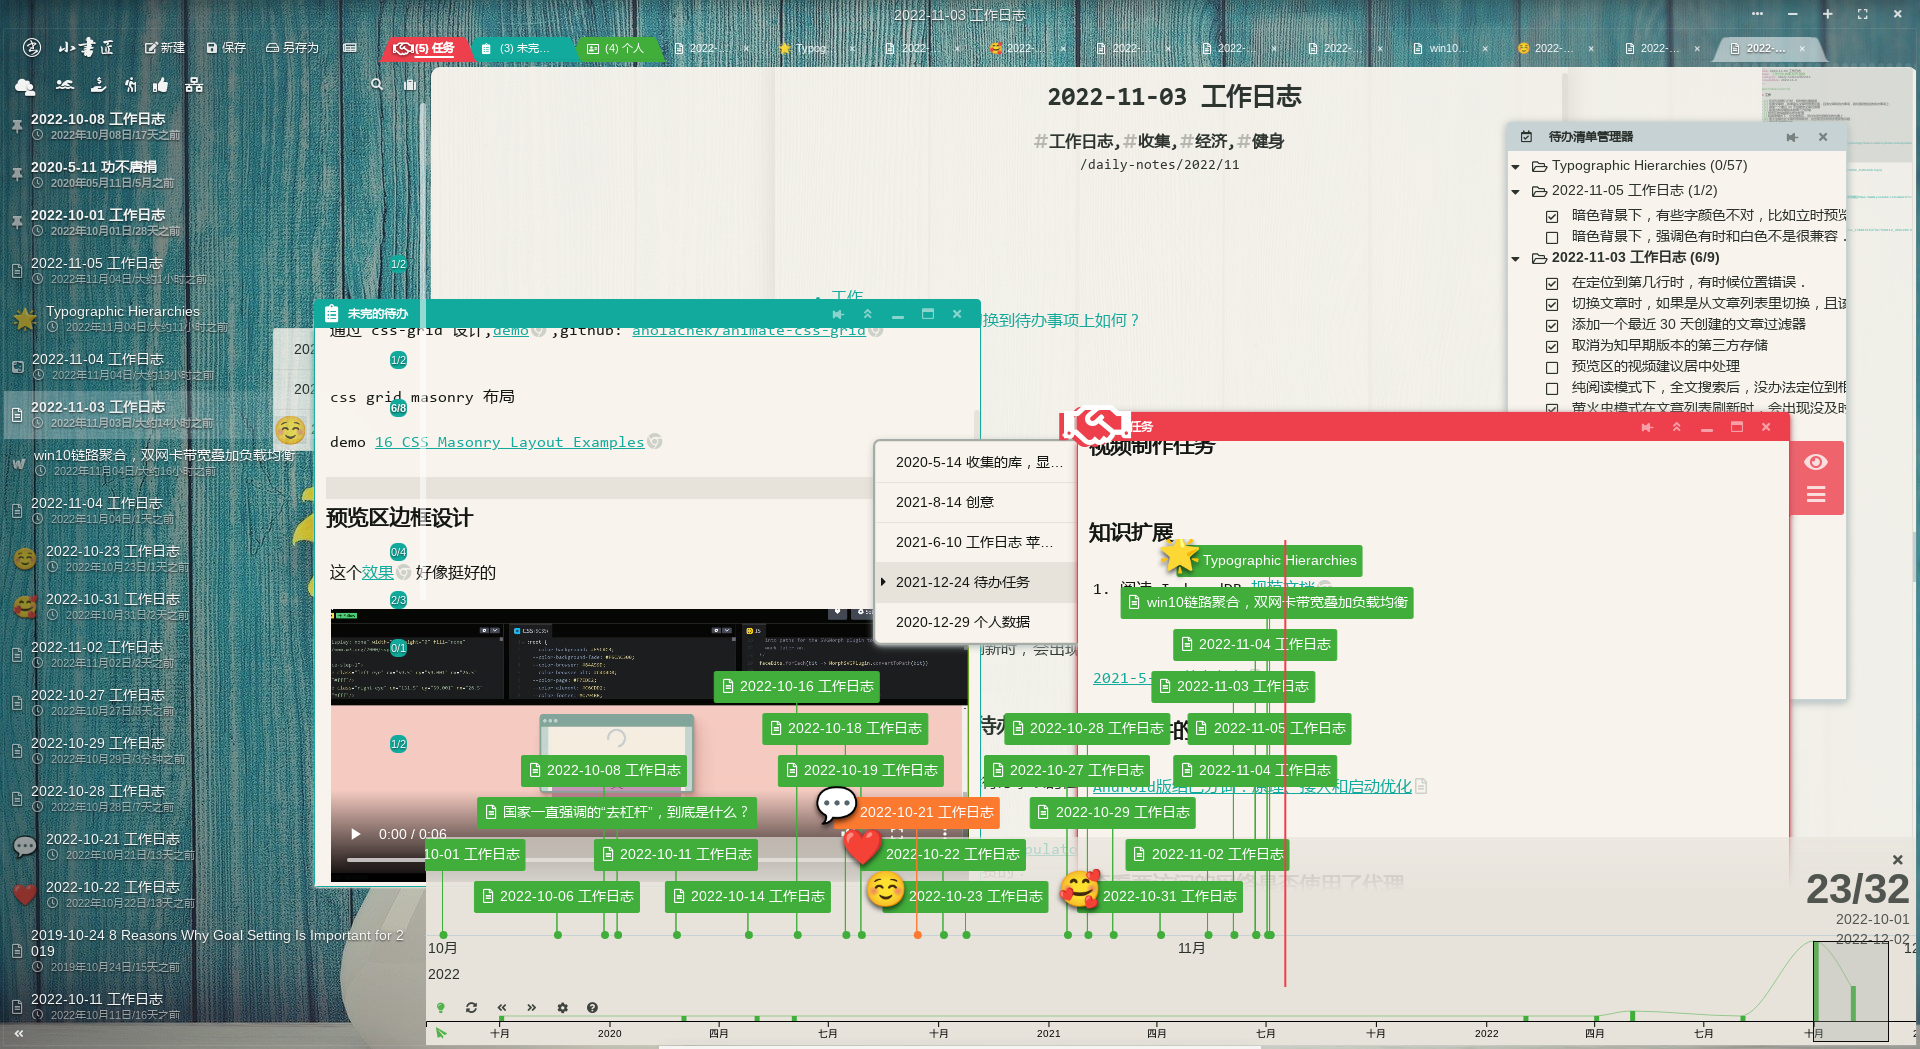 2022-11-03 工作日志
小书匠
新建
保存
另存为
(5) 任务
(3) 未完...
(4) 个人
2022-...
Typog...
2022-...
2022-...
2022-...
2022-...
2022-...
win10...
2022-...
2022-...
2022-...
2022-10-08 工作日志
2022年10月08日/17天之前
2020-5-11 功不唐捐
2020年05月11日/5月之前
2022-10-01 工作日志
2022年10月01日/28天之前
2022-11-05 工作日志
2022年11月04日/大约1小时之前
1/2
Typographic Hierarchies
2022年11月04日/大约11小时之前
2022-11-04 工作日志
2022年11月04日/大约13小时之前
1/2
2022-11-03 工作日志
2022年11月03日/大约14小时之前
6/8
win10链路聚合，双网卡带宽叠加负载均衡
2022年11月04日/大约16小时之前
2022-11-04 工作日志
2022年11月04日/1天之前
2022-10-23 工作日志
2022年10月23日/1天之前
0/4
2022-10-31 工作日志
2022年10月31日/2天之前
2/3
2022-11-02 工作日志
2022年11月02日/2天之前
0/1
2022-10-27 工作日志
2022年10月27日/3天之前
2022-10-29 工作日志
2022年10月29日/3分钟之前
1/2
2022-10-28 工作日志
2022年10月28日/7天之前
2022-10-21 工作日志
2022年10月21日/13天之前
2022-10-22 工作日志
2022年10月22日/13天之前
2019-10-24 8 Reasons Why Goal Setting Is Important for 2
019
2019年10月24日/15天之前
2022-10-11 工作日志
2022年10月11日/16天之前
2022-11-03 工作日志
#工作日志,#收集,#经济,#健身
/daily-notes/2022/11
工作
换到待办事项上如何？
待办清单管理器
Typographic Hierarchies (0/57)
2022-11-05 工作日志 (1/2)
暗色背景下，有些字颜色不对，比如立时预览
暗色背景下，强调色有时和白色不是很兼容．
2022-11-03 工作日志 (6/9)
在定位到第几行时，有时候位置错误．
切换文章时，如果是从文章列表里切换，且该
添加一个最近 30 天创建的文章过滤器
取消为知早期版本的第三方存储
预览区的视频建议居中处理
纯阅读模式下，全文搜索后，没办法定位到相
萤火虫模式在文章列表刷新时，会出现没及时
未完的待办
通过 css-grid 设计,demo ,github: aholachek/animate-css-grid
css grid masonry 布局
demo 16 CSS Masonry Layout Examples
预览区边框设计
这个效果 好像挺好的
0:00 / 0:06
任务
视频制作任务
知识扩展
2020-5-14 收集的库，显...
2021-8-14 创意
2021-6-10 工作日志 苹...
2021-12-24 待办任务
2020-12-29 个人数据
Typographic Hierarchies
win10链路聚合，双网卡带宽叠加负载均衡
2022-11-04 工作日志
2022-10-16 工作日志
2022-11-03 工作日志
2022-10-18 工作日志
2022-10-28 工作日志
2022-11-05 工作日志
2022-10-08 工作日志
2022-10-19 工作日志
2022-10-27 工作日志
2022-11-04 工作日志
国家一直强调的“去杠杆”，到底是什么？
2022-10-21 工作日志
2022-10-29 工作日志
10-01 工作日志
2022-10-11 工作日志
2022-10-22 工作日志
2022-11-02 工作日志
2022-10-06 工作日志
2022-10-14 工作日志
2022-10-23 工作日志
2022-10-31 工作日志
23/32
2022-10-01
2022-12-02
10月
11月
12
2022
十月
2020
四月
七月
十月
2021
四月
七月
十月
2022
四月
七月
十月